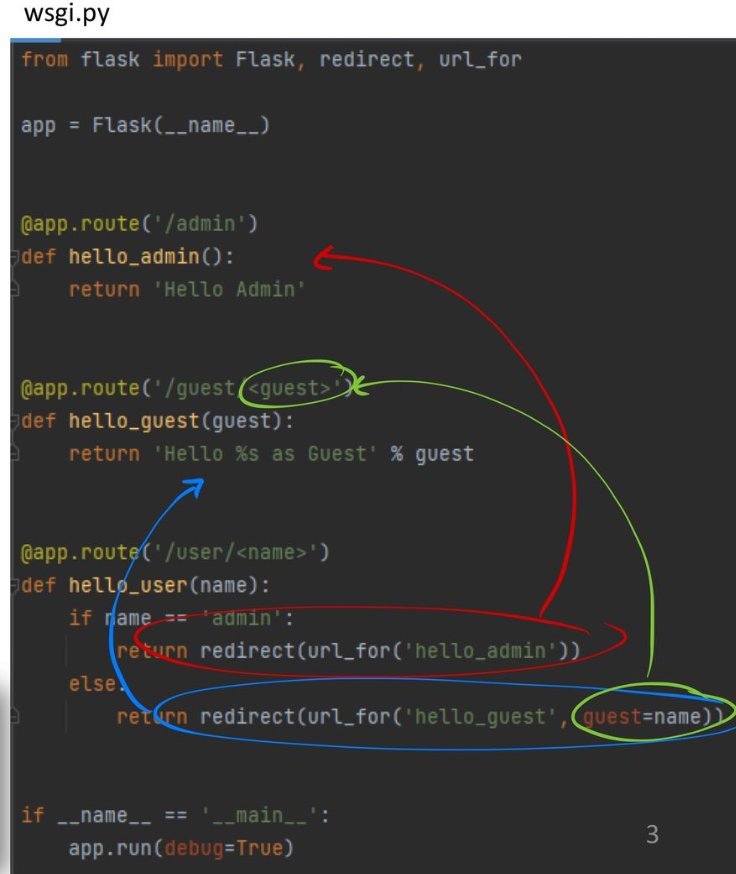 wsgi.py
from flask import Flask, redirect, url_for
app = Flask(__name__)
@app.route('/admin')
def hello_admin():
    return 'Hello Admin'
@app.route('/guest/<guest>')
def hello_guest(guest):
    return 'Hello %s as Guest' % guest
@app.route('/user/<name>')
def hello_user(name):
    if name == 'admin':
        return redirect(url_for('hello_admin'))
    else:
        return redirect(url_for('hello_guest', guest=name))
if __name__ == '__main__':
    app.run(debug=True)
3